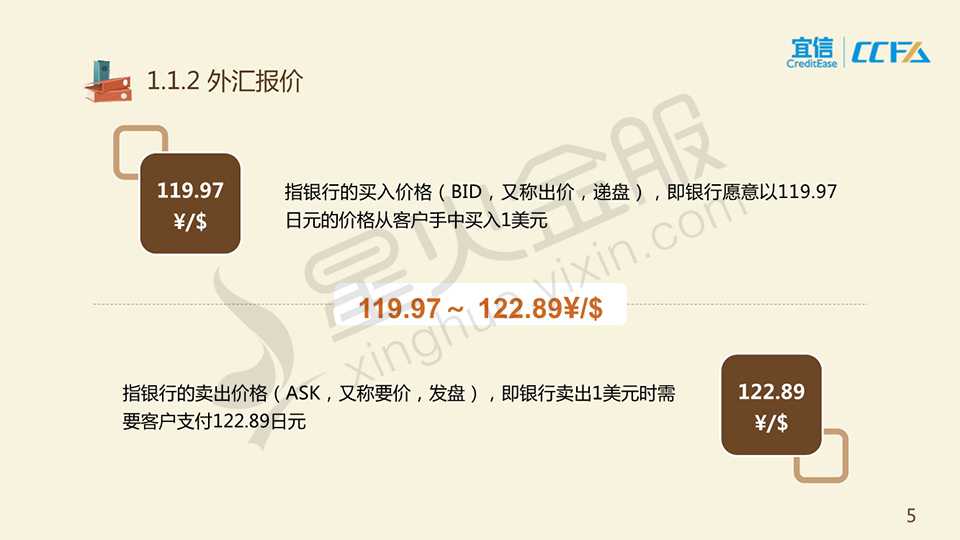 宜信
CreditEase
CCFA
1.1.2 外汇报价
119.97
¥/$
指银行的买入价格（BID，又称出价，递盘），即银行愿意以119.97
日元的价格从客户手中买入1美元
星火金服
xinghuo.yixin.com
119.97～ 122.89¥/$
指银行的卖出价格（ASK，又称要价，发盘），即银行卖出1美元时需
要客户支付122.89日元
122.89
¥/$
5